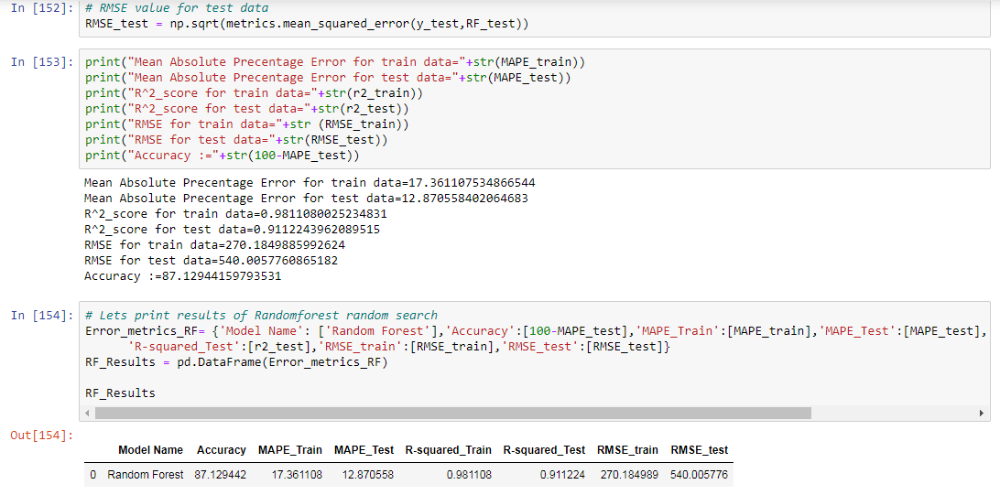 In [152]: # RMSE value for test data
RMSE_test = np.sqrt(metrics.mean_squared_error(y_test,RF_test))
In [153]: print("Mean Absolute Precentage Error for train data="+str(MAPE_train))
print("Mean Absolute Precentage Error for test data="+str(MAPE_test))
print("R^2_score for train data="+str(r2_train))
print("R^2_score for test data="+str(r2_test))
print("RMSE for train data="+str (RMSE_train))
print("RMSE for test data="+str(RMSE_test))
print("Accuracy :="+str(100-MAPE_test))
Mean Absolute Precentage Error for train data=17.361107534866544
Mean Absolute Precentage Error for test data=12.870558402064683
R^2_score for train data=0.9811080025234831
R^2_score for test data=0.9112243962089515
RMSE for train data=270.1849885992624
RMSE for test data=540.0057760865182
Accuracy :=87.12944159793531
In [154]: # Lets print results of Randomforest random search
Error_metrics_RF= {'Model Name': ['Random Forest'],'Accuracy':[100-MAPE_test],'MAPE_Train':[MAPE_train],'MAPE_Test':[MAPE_test],
'R-squared_Test':[r2_test],'RMSE_train':[RMSE_train],'RMSE_test':[RMSE_test]}
RF_Results = pd.DataFrame(Error_metrics_RF)
RF_Results
Out[154]:
Model Name Accuracy MAPE_Train MAPE_Test R-squared_Train R-squared_Test RMSE_train RMSE_test
0 Random Forest 87.129442 17.361108 12.870558 0.981108 0.911224 270.184989 540.005776